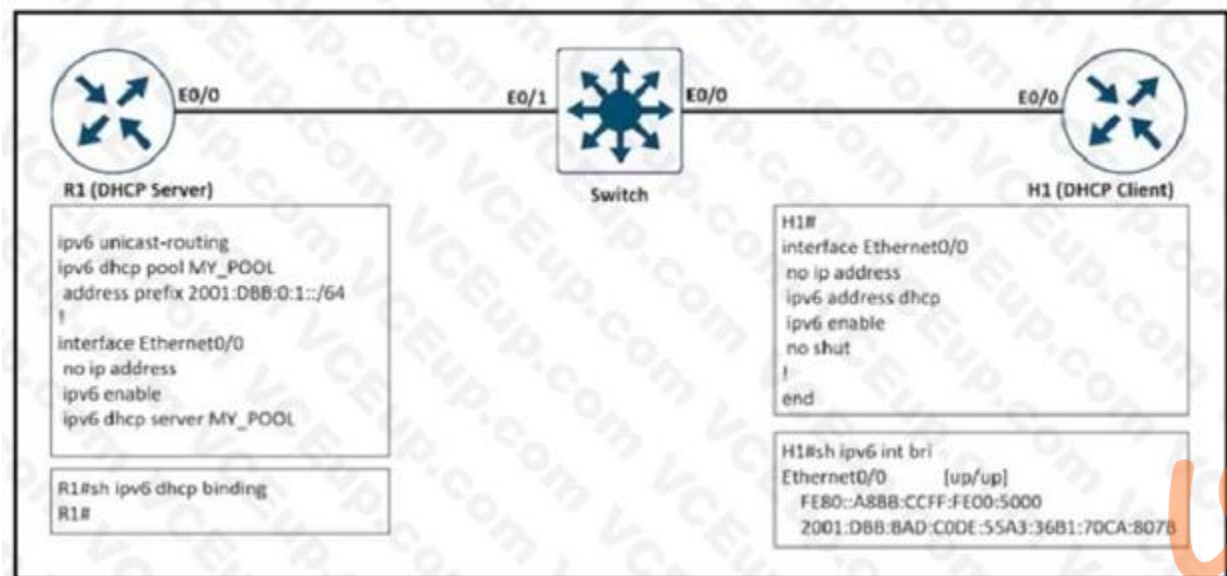 E0/0
E0/1
E0/0
E0/0
R1 (DHCP Server)
Switch
H1 (DHCP Client)
ipv6 unicast-routing
ipv6 dhcp pool MY_POOL
address prefix 2001:DBB:0:1::/64
!
interface Ethernet0/0
no ip address
ipv6 enable
ipv6 dhcp server MY_POOL
R1#sh ipv6 dhcp binding
R1#
H1#
interface Ethernet0/0
no ip address
ipv6 address dhcp
ipv6 enable
no shut
!
end
H1#sh ipv6 int bri
Ethernet0/0 [up/up]
FE80::A8BB:CCFF:FE00:5000
2001:DBB:BAD:C0DE:55A3:36B1:70CA:807B
VCEup.com